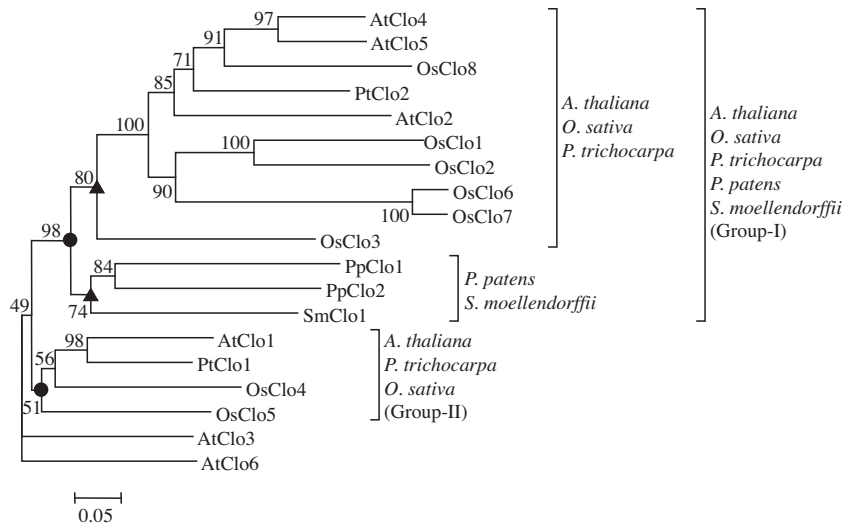 97
AtClo4
AtClo5
91
OsClo8
71
PtClo2
85
AtClo2
100
100
OsClo1
OsClo2
90
OsClo6
100
OsClo7
80
OsClo3
98
84
PpClo1
PpClo2
74
SmClo1
49
98
AtClo1
PtClo1
56
OsClo4
51
OsClo5
AtClo3
AtClo6
0.05
A. thaliana
O. sativa
P. trichocarpa
A. thaliana
O. sativa
P. trichocarpa
P. patens
S. moellendorffii
(Group-I)
P. patens
S. moellendorffii
A. thaliana
P. trichocarpa
O. sativa
(Group-II)